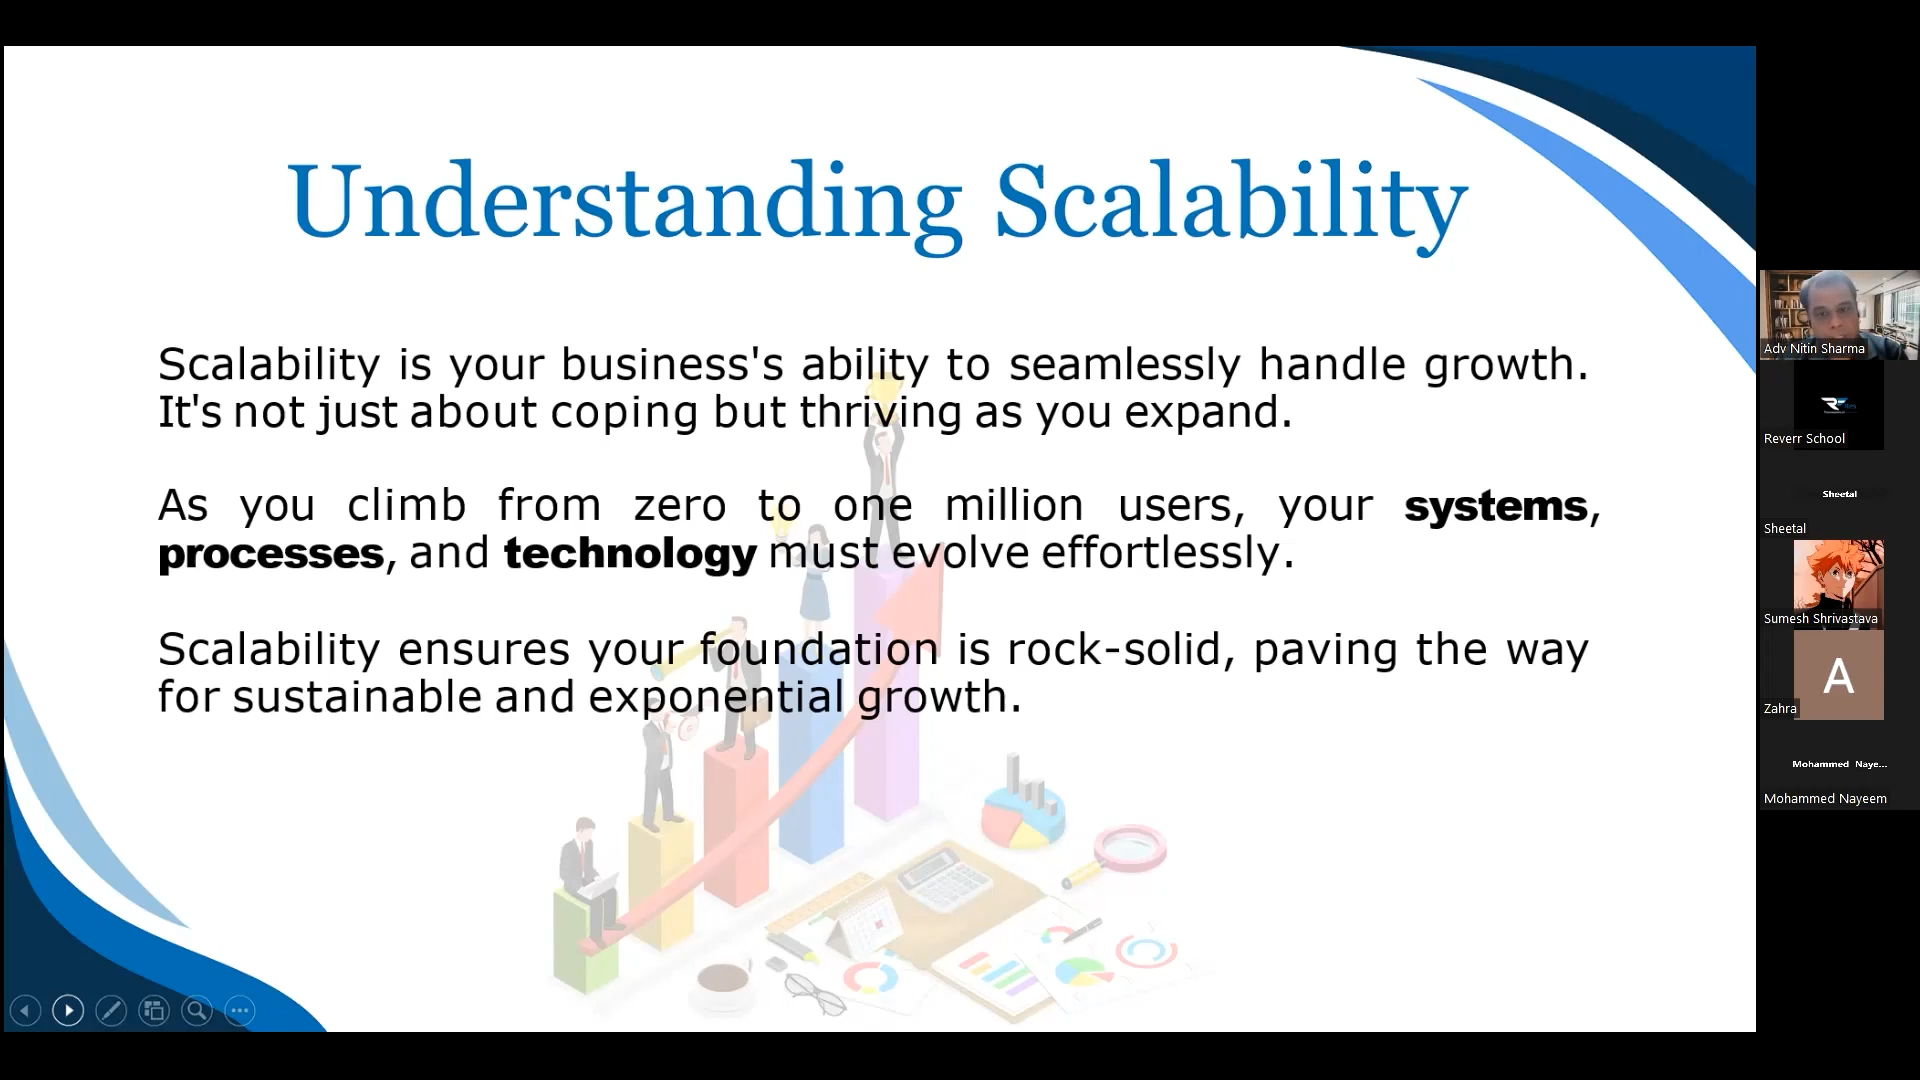 Understanding Scalability
Scalability is your business's ability to seamlessly handle growth.
It's not just about coping but thriving as you expand.
As you climb from zero to one million users, your systems,
processes, and technology must evolve effortlessly.
Scalability ensures your foundation is rock-solid, paving the way
for sustainable and exponential growth.
Adv Nitin Sharma
Reverr School
Sheetal
Sheetal
Sumesh Shrivastava
A
Zahra
Mohammed Naye...
Mohammed Nayeem